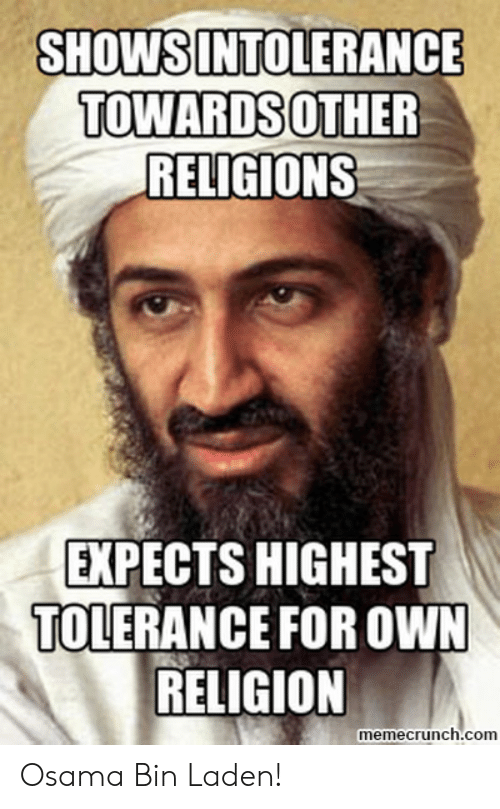 SHOWS INTOLERANCE
TOWARDS OTHER
RELIGIONS
EXPECTS HIGHEST
TOLERANCE FOR OWN
RELIGION
memecrunch.com
Osama Bin Laden!